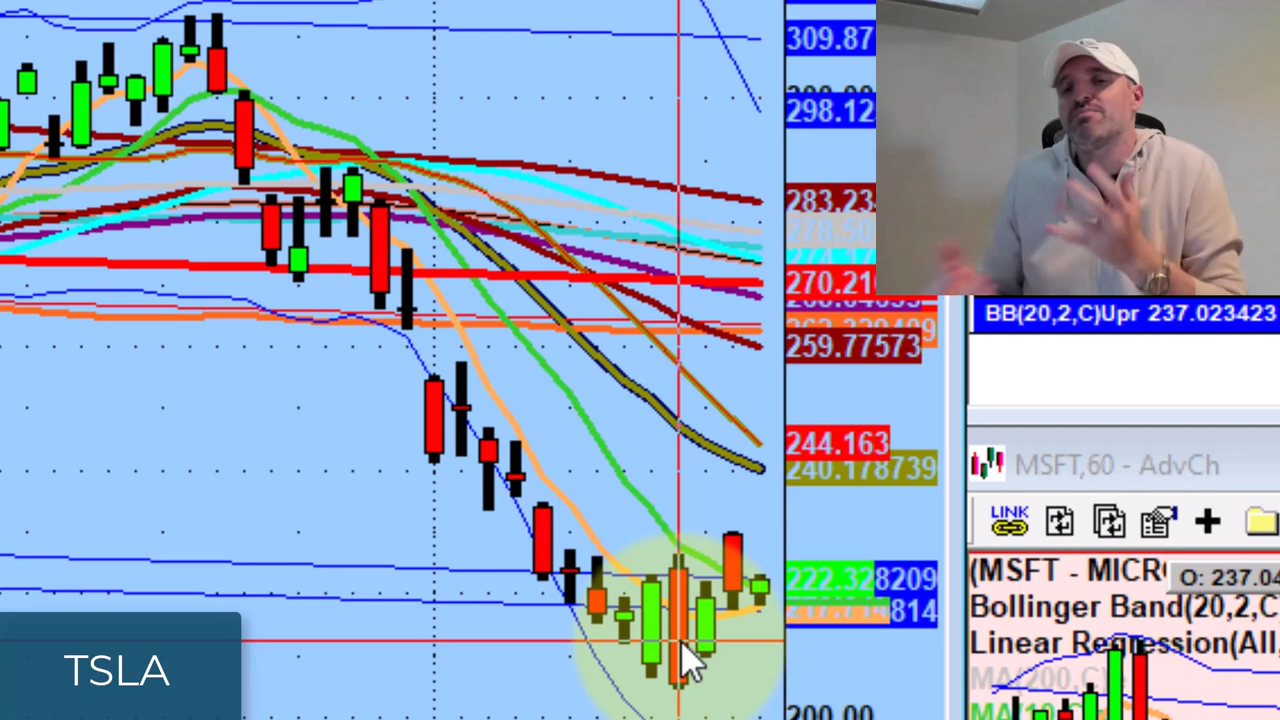 309.87
298.12
283.23
270.21
259.77573
244.163
240.178739
222.328209
200.00
TSLA
BB(20,2,C)Upr 237.023423
MSFT,60 - AdvCh
LINK
(MSFT - MICR
O: 237.04
Bollinger Band(20,2,C
Linear Regression(All,
MA(200,C)